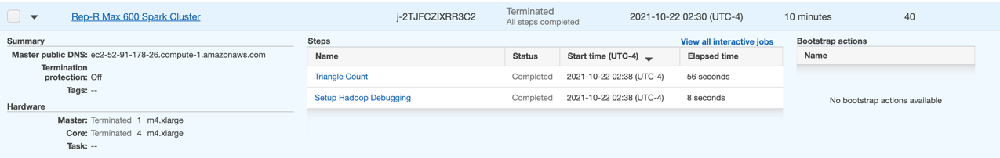 Rep-R Max 600 Spark Cluster j-2TJFCZIXRR3C2 Terminated 2021-10-22 02:30 (UTC-4) 10 minutes 40
All steps completed
Summary
Master public DNS: ec2-52-91-178-26.compute-1.amazonaws.com
Termination
protection: Off
Tags: --
Hardware
Master: Terminated 1 m4.xlarge
Core: Terminated 4 m4.xlarge
Task: --
Steps View all interactive jobs
Name Status Start time (UTC-4) Elapsed time
Triangle Count Completed 2021-10-22 02:38 (UTC-4) 56 seconds
Setup Hadoop Debugging Completed 2021-10-22 02:38 (UTC-4) 8 seconds
Bootstrap actions
Name
No bootstrap actions available